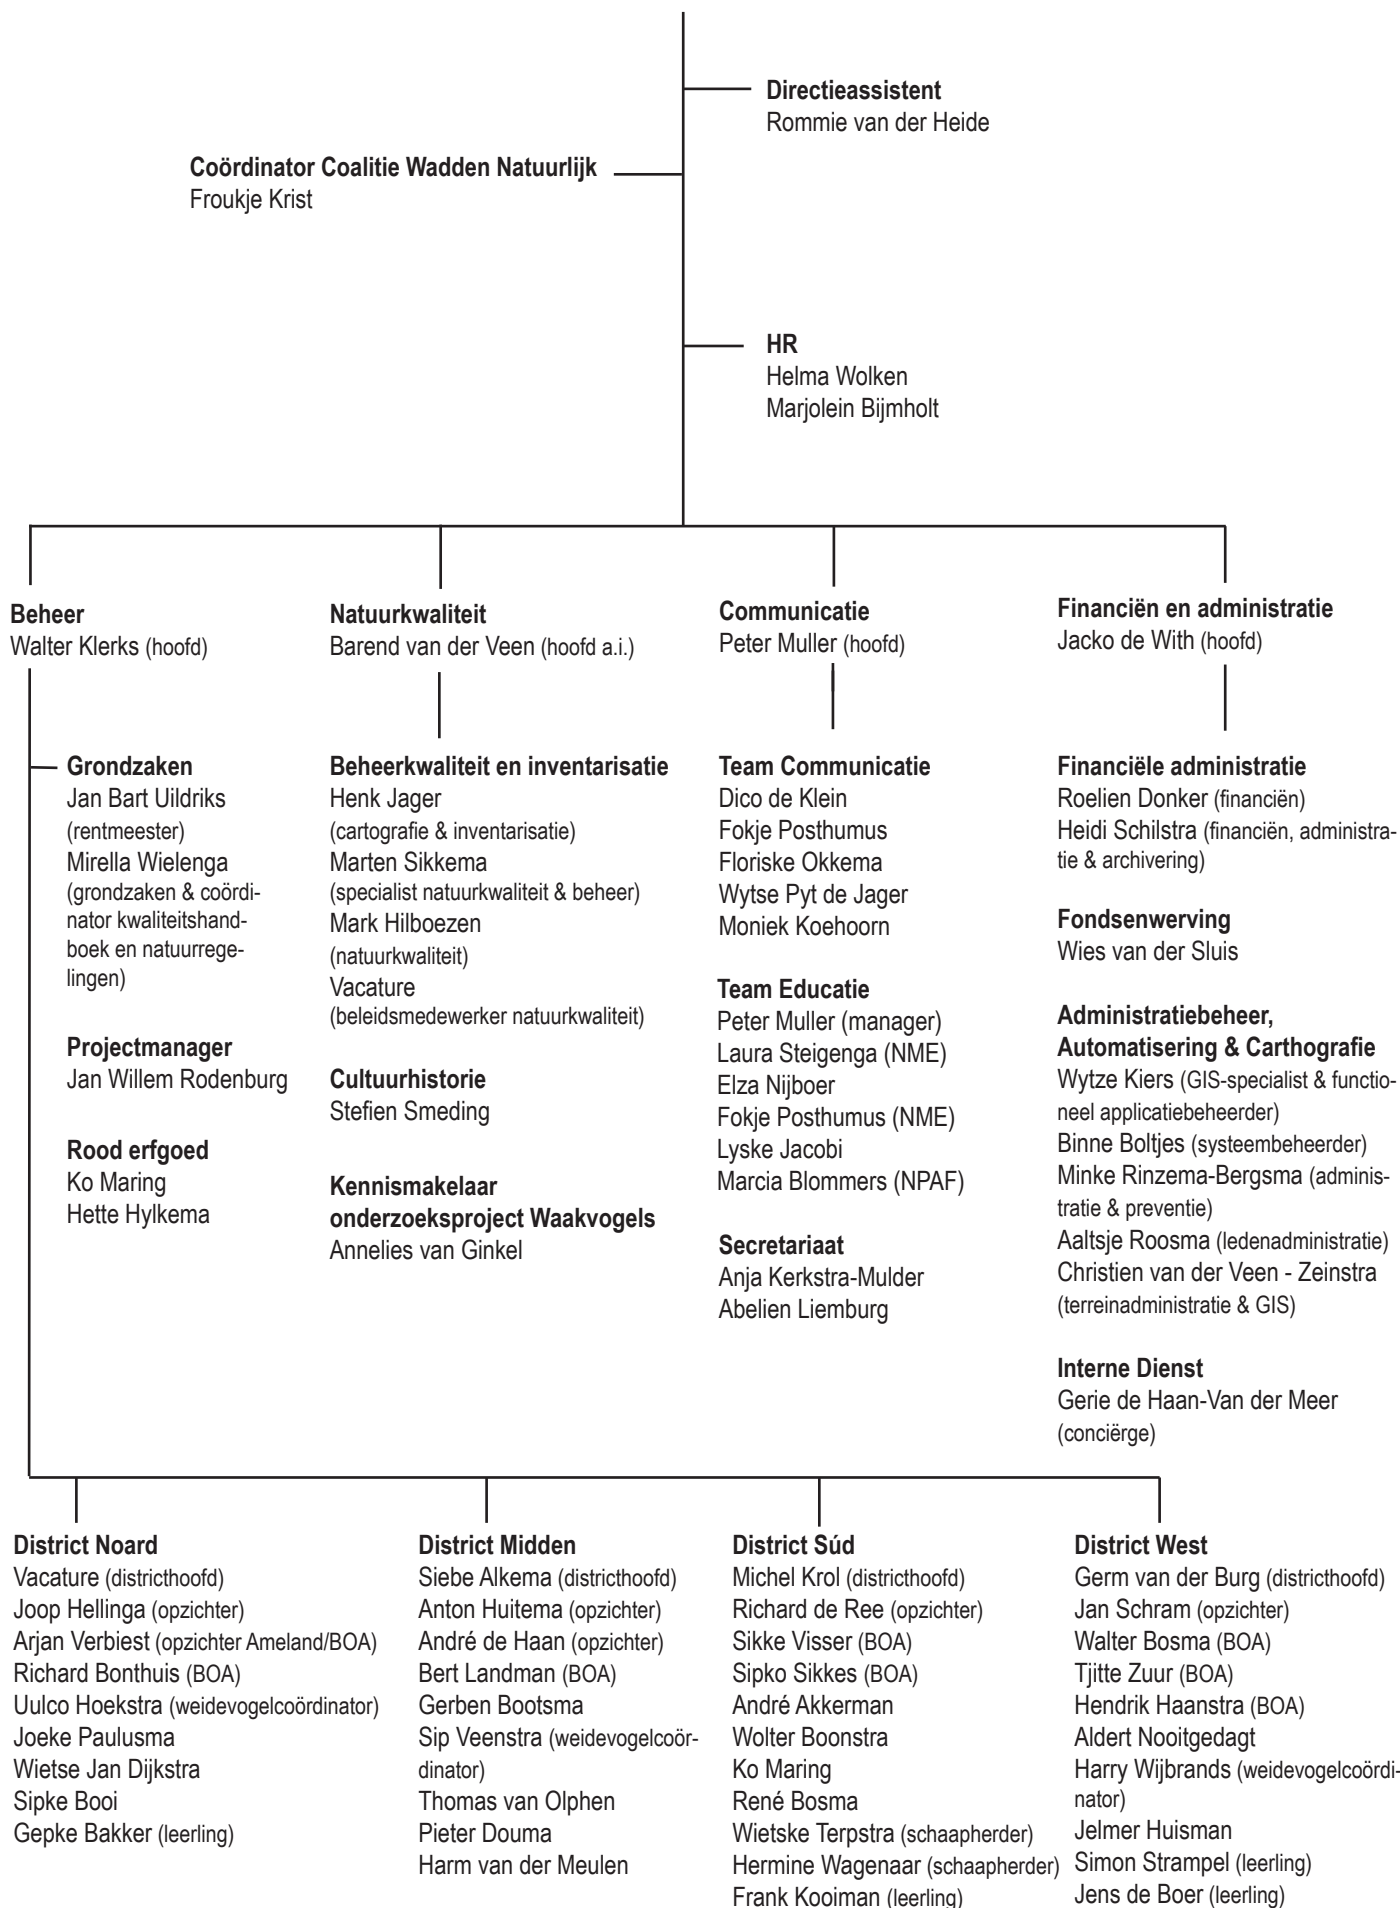 Directieassistent
Rommie van der Heide
Coördinator Coalitie Wadden Natuurlijk
Froukje Krist
HR
Helma Wolken
Marjolein Bijmholt
Beheer
Walter Klerks (hoofd)
Grondzaken
Jan Bart Uildriks
(rentmeester)
Mirella Wielenga
(grondzaken & coördi-
nator kwaliteitshand-
boek en natuurrege-
lingen)
Projectmanager
Jan Willem Rodenburg
Rood erfgoed
Ko Maring
Hette Hylkema
Natuurkwaliteit
Barend van der Veen (hoofd a.i.)
Beheerkwaliteit en inventarisatie
Henk Jager
(cartografie & inventarisatie)
Marten Sikkema
(specialist natuurkwaliteit & beheer)
Mark Hilboezen
(natuurkwaliteit)
Vacature
(beleidsmedewerker natuurkwaliteit)
Cultuurhistorie
Stefien Smeding
Kennismakelaar
onderzoeksproject Waakvogels
Annelies van Ginkel
Communicatie
Peter Muller (hoofd)
Team Communicatie
Dico de Klein
Fokje Posthumus
Floriske Okkema
Wytse Pyt de Jager
Moniek Koehoorn
Team Educatie
Peter Muller (manager)
Laura Steigenga (NME)
Elza Nijboer
Fokje Posthumus (NME)
Lyske Jacobi
Marcia Blommers (NPAF)
Secretariaat
Anja Kerkstra-Mulder
Abelien Liemburg
Financiën en administratie
Jacko de With (hoofd)
Financiële administratie
Roelien Donker (financiën)
Heidi Schilstra (financiën, administra-
tie & archivering)
Fondsenwerving
Wies van der Sluis
Administratiebeheer,
Automatisering & Carthografie
Wytze Kiers (GIS-specialist & functio-
neel applicatiebeheerder)
Binne Boltjes (systeembeheerder)
Minke Rinzema-Bergsma (adminis-
tratie & preventie)
Aaltsje Roosma (ledenadministratie)
Christien van der Veen - Zeinstra
(terreinadministratie & GIS)
Interne Dienst
Gerie de Haan-Van der Meer
(conciërge)
District Noard
Vacature (districthoofd)
Joop Hellinga (opzichter)
Arjan Verbiest (opzichter Ameland/BOA)
Richard Bonthuis (BOA)
Uulco Hoekstra (weidevogelcoördinator)
Joeke Paulusma
Wietse Jan Dijkstra
Sipke Booi
Gepke Bakker (leerling)
District Midden
Siebe Alkema (districthoofd)
Anton Huitema (opzichter)
André de Haan (opzichter)
Bert Landman (BOA)
Gerben Bootsma
Sip Veenstra (weidevogelcoör-
dinator)
Thomas van Olphen
Pieter Douma
Harm van der Meulen
District Súd
Michel Krol (districthoofd)
Richard de Ree (opzichter)
Sikke Visser (BOA)
Sipko Sikkes (BOA)
André Akkerman
Wolter Boonstra
Ko Maring
René Bosma
Wietske Terpstra (schaapherder)
Hermine Wagenaar (schaapherder)
Frank Kooiman (leerling)
District West
Germ van der Burg (districthoofd)
Jan Schram (opzichter)
Walter Bosma (BOA)
Tjitte Zuur (BOA)
Hendrik Haanstra (BOA)
Aldert Nooitgedagt
Harry Wijbrands (weidevogelcoördi-
nator)
Jelmer Huisman
Simon Strampel (leerling)
Jens de Boer (leerling)